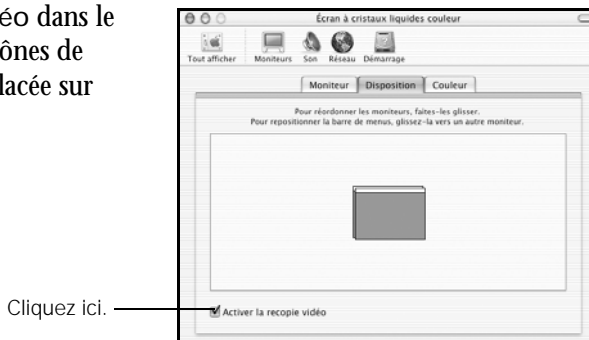 éo dans le
ônes de
lacée sur
Écran à cristaux liquides couleur
Tout afficher Moniteurs Son Réseau Démarrage
Moniteur Disposition Couleur
Pour réordonner les moniteurs, faites-les glisser.
Pour repositionner la barre de menus, glissez-la vers un autre moniteur.
Cliquez ici.
Activer la recopie vidéo